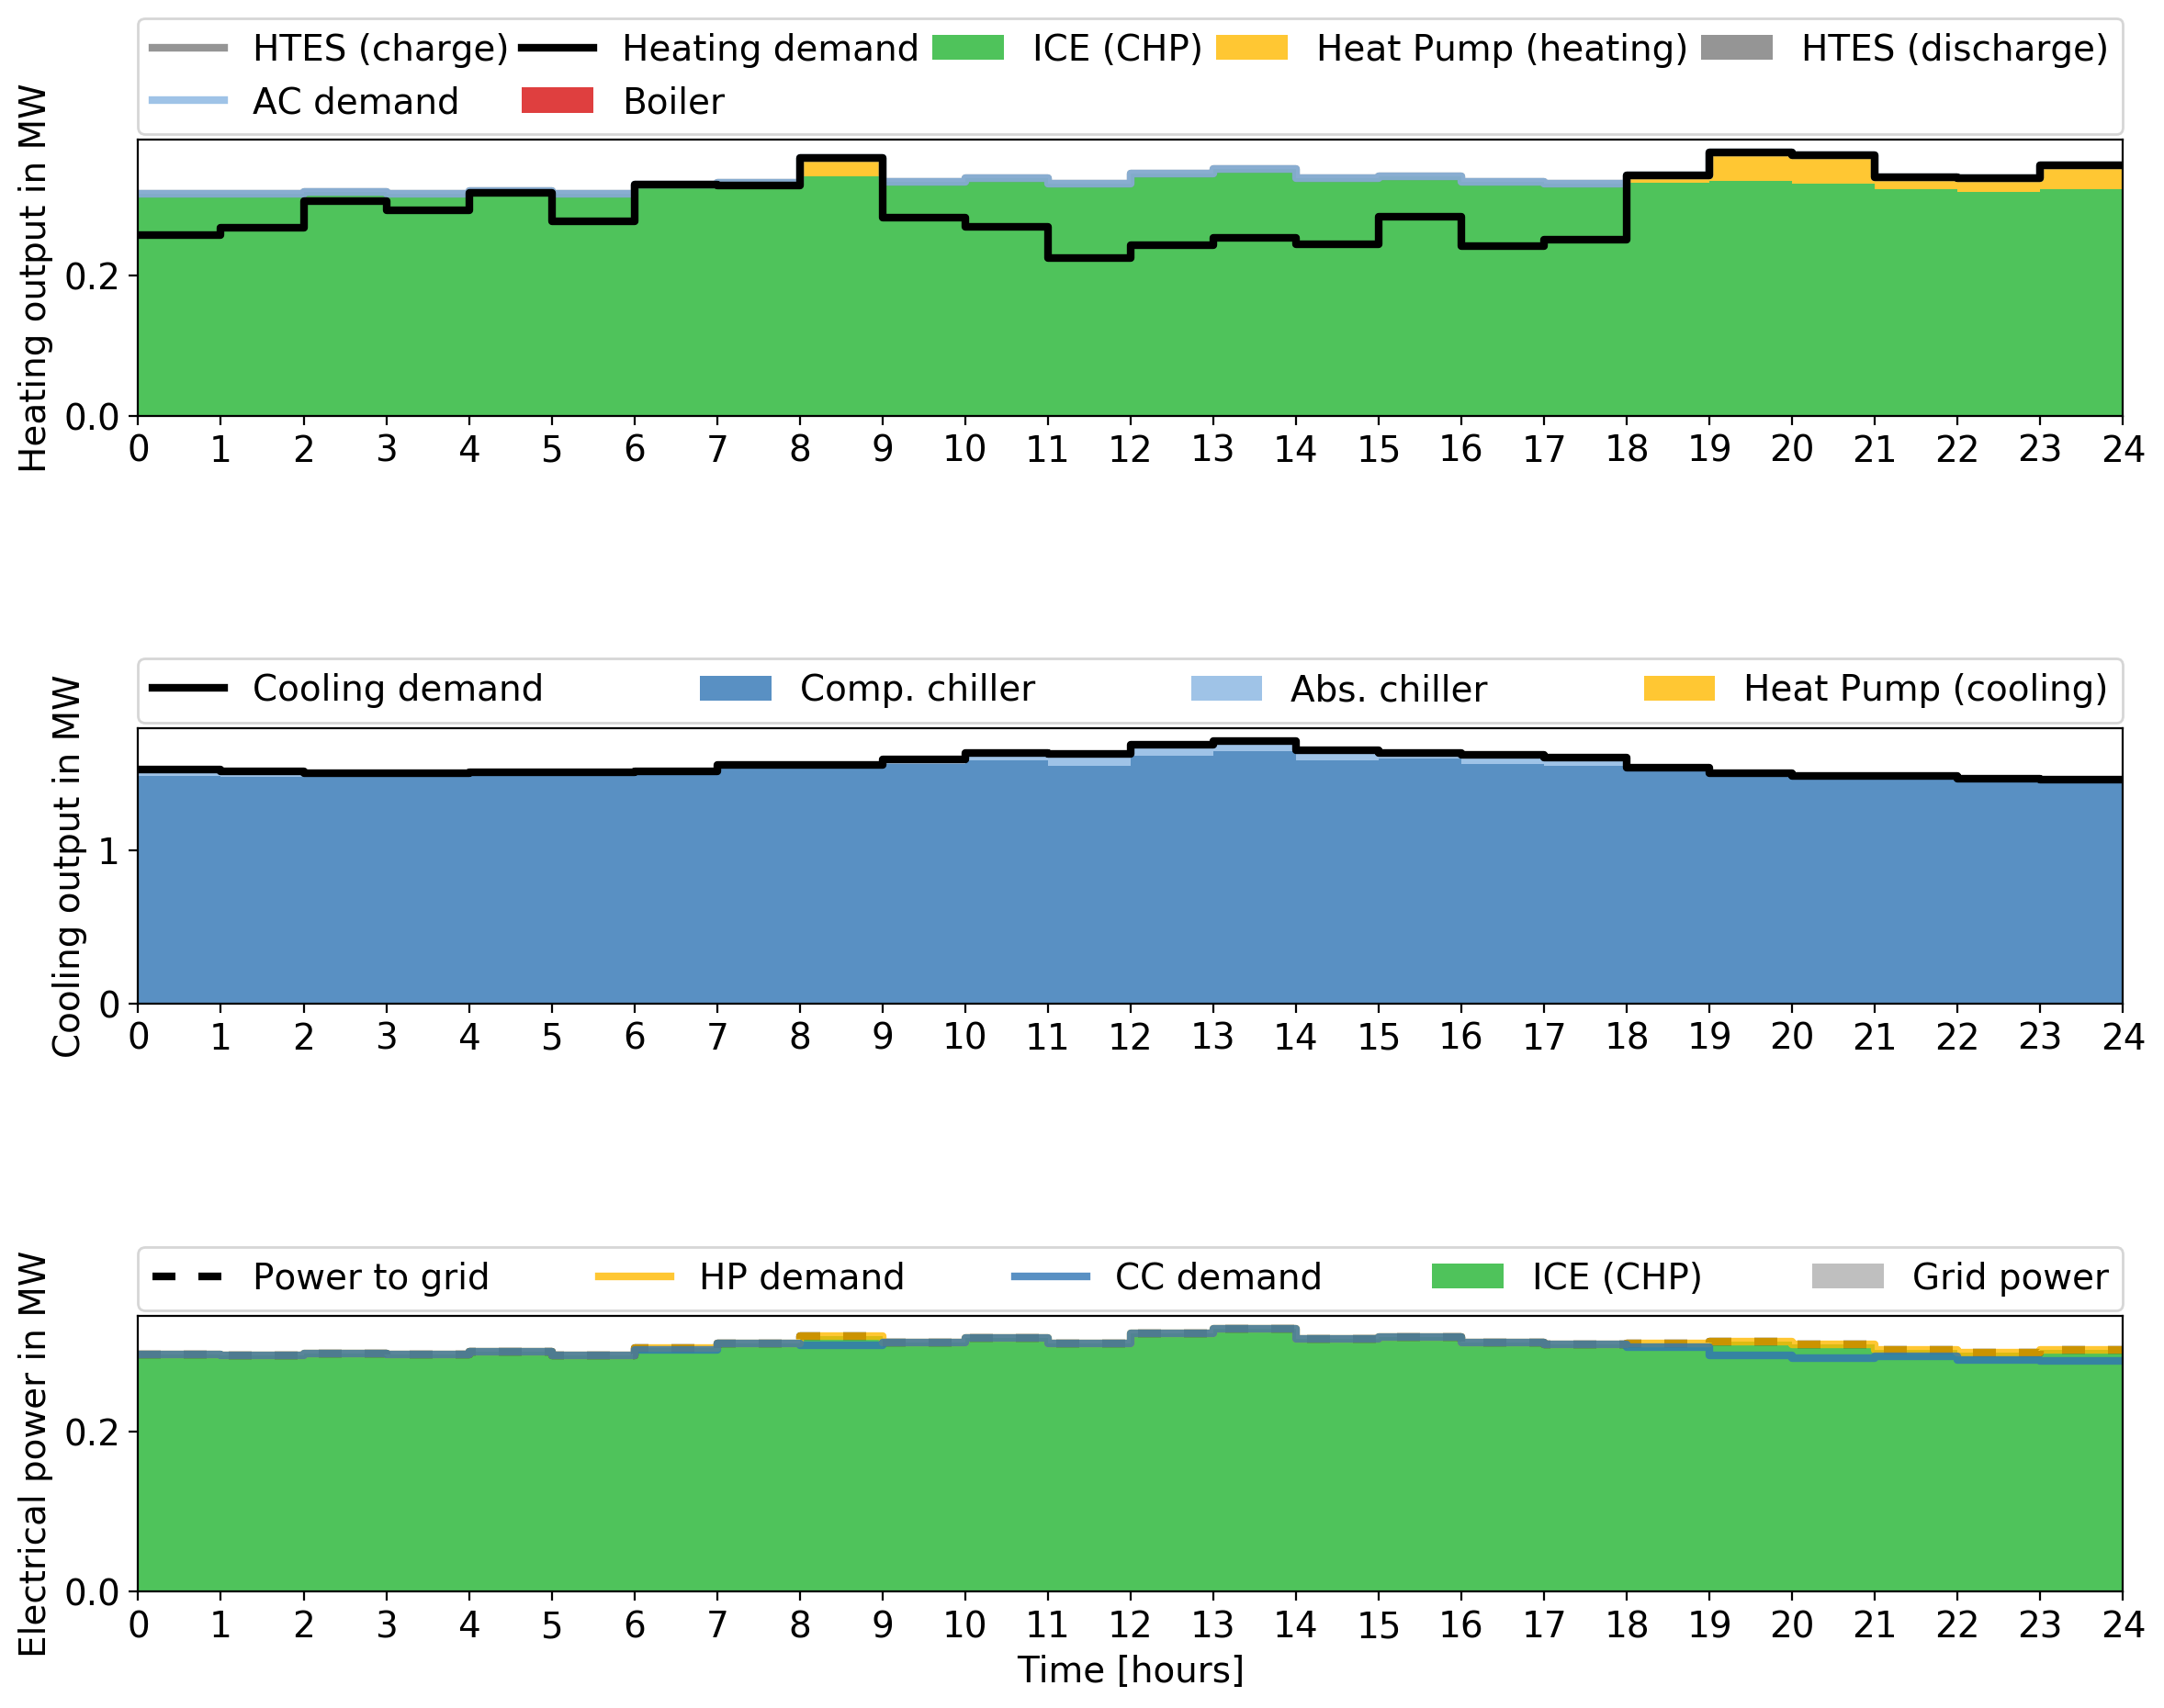 HTES (charge) Heating demand ICE (CHP) Heat Pump (heating) HTES (discharge)
AC demand Boiler
Heating output in MW
0.2
0.0
0 1 2 3 4 5 6 7 8 9 10 11 12 13 14 15 16 17 18 19 20 21 22 23 24
Cooling demand Comp. chiller Abs. chiller Heat Pump (cooling)
Cooling output in MW
1
0
0 1 2 3 4 5 6 7 8 9 10 11 12 13 14 15 16 17 18 19 20 21 22 23 24
Power to grid HP demand CC demand ICE (CHP) Grid power
Electrical power in MW
0.2
0.0
0 1 2 3 4 5 6 7 8 9 10 11 12 13 14 15 16 17 18 19 20 21 22 23 24
Time [hours]